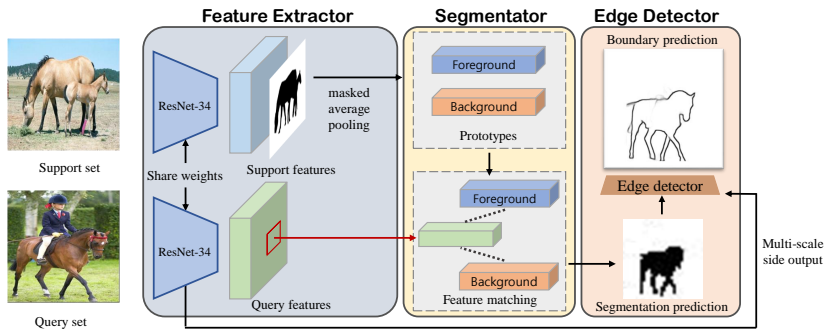 Feature Extractor
Segmentator
Edge Detector
Support set
Query set
ResNet-34
Support features
Share weights
ResNet-34
Query features
masked
average
pooling
Foreground
Background
Prototypes
Foreground
Background
Feature matching
Boundary prediction
Edge detector
Segmentation prediction
Multi-scale
side output